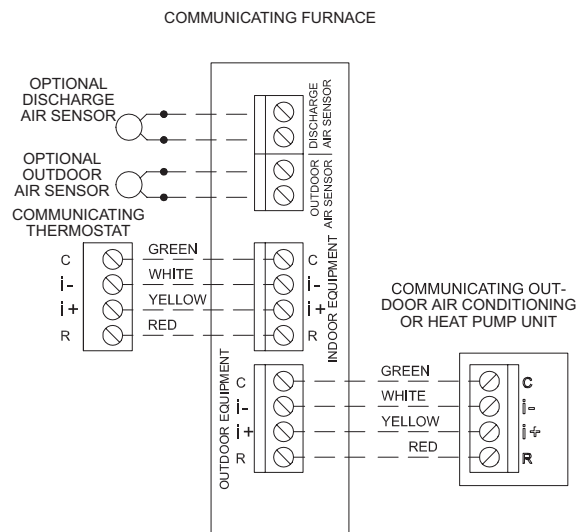 COMMUNICATING FURNACE
OPTIONAL
DISCHARGE
AIR SENSOR
DISCHARGE
AIR SENSOR
OPTIONAL
OUTDOOR
AIR SENSOR
OUTDOOR
AIR SENSOR
COMMUNICATING
THERMOSTAT
C GREEN C
i- WHITE i-
i+ YELLOW i+
R RED R
INDOOR EQUIPMENT
COMMUNICATING OUT-
DOOR AIR CONDITIONING
OR HEAT PUMP UNIT
OUTDOOR EQUIPMENT
C GREEN C
i- WHITE i-
i+ YELLOW i+
R RED R